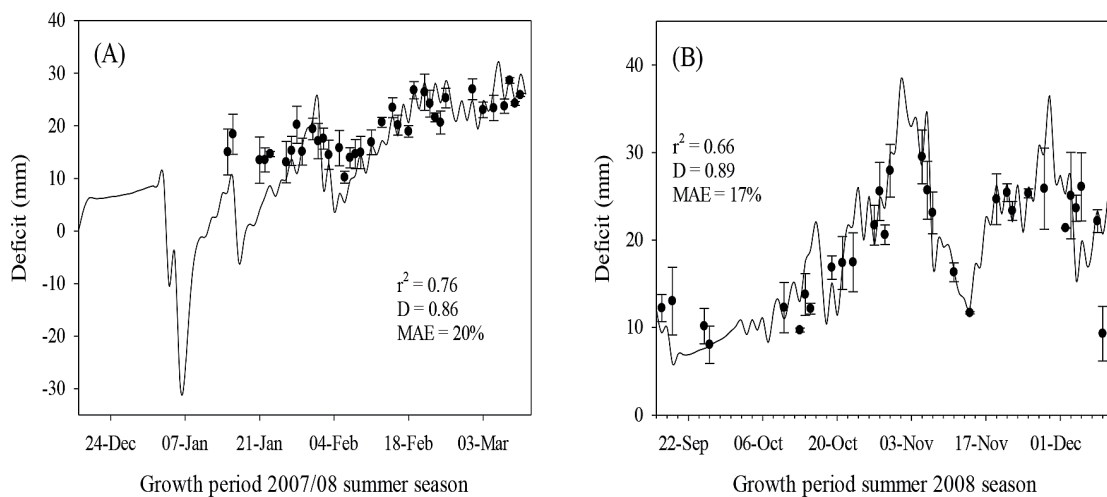 (A)
Deficit (mm)
40
30
20
10
0
-10
-20
-30
r² = 0.76
D = 0.86
MAE = 20%
24-Dec 07-Jan 21-Jan 04-Feb 18-Feb 03-Mar
Growth period 2007/08 summer season
(B)
Deficit (mm)
40
30
20
10
0
r² = 0.66
D = 0.89
MAE = 17%
22-Sep 06-Oct 20-Oct 03-Nov 17-Nov 01-Dec
Growth period summer 2008 season